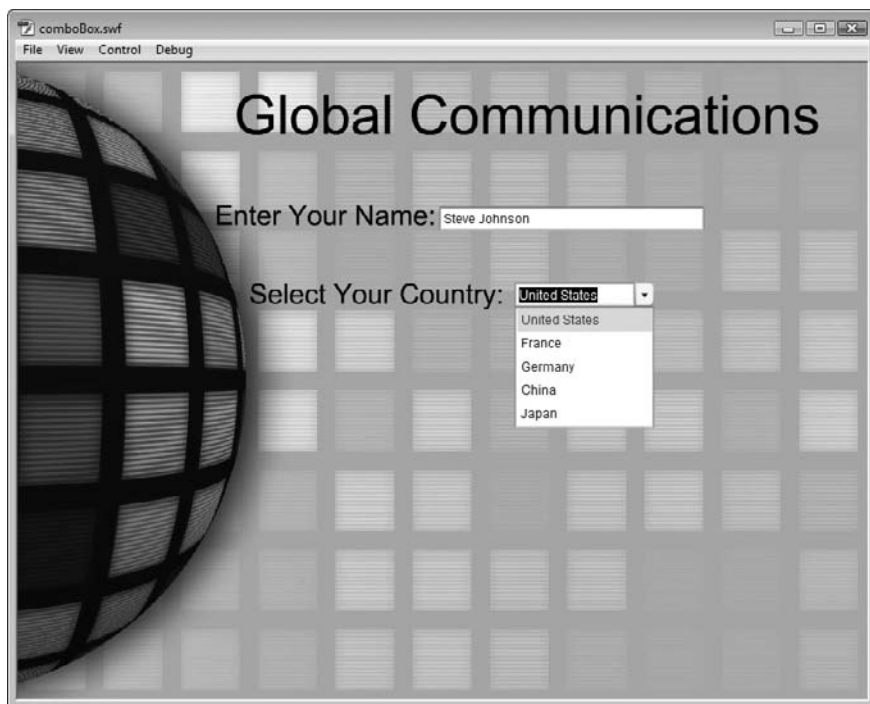 comboBox.swf
File View Control Debug
Global Communications
Enter Your Name: Steve Johnson
Select Your Country: United States
United States
France
Germany
China
Japan